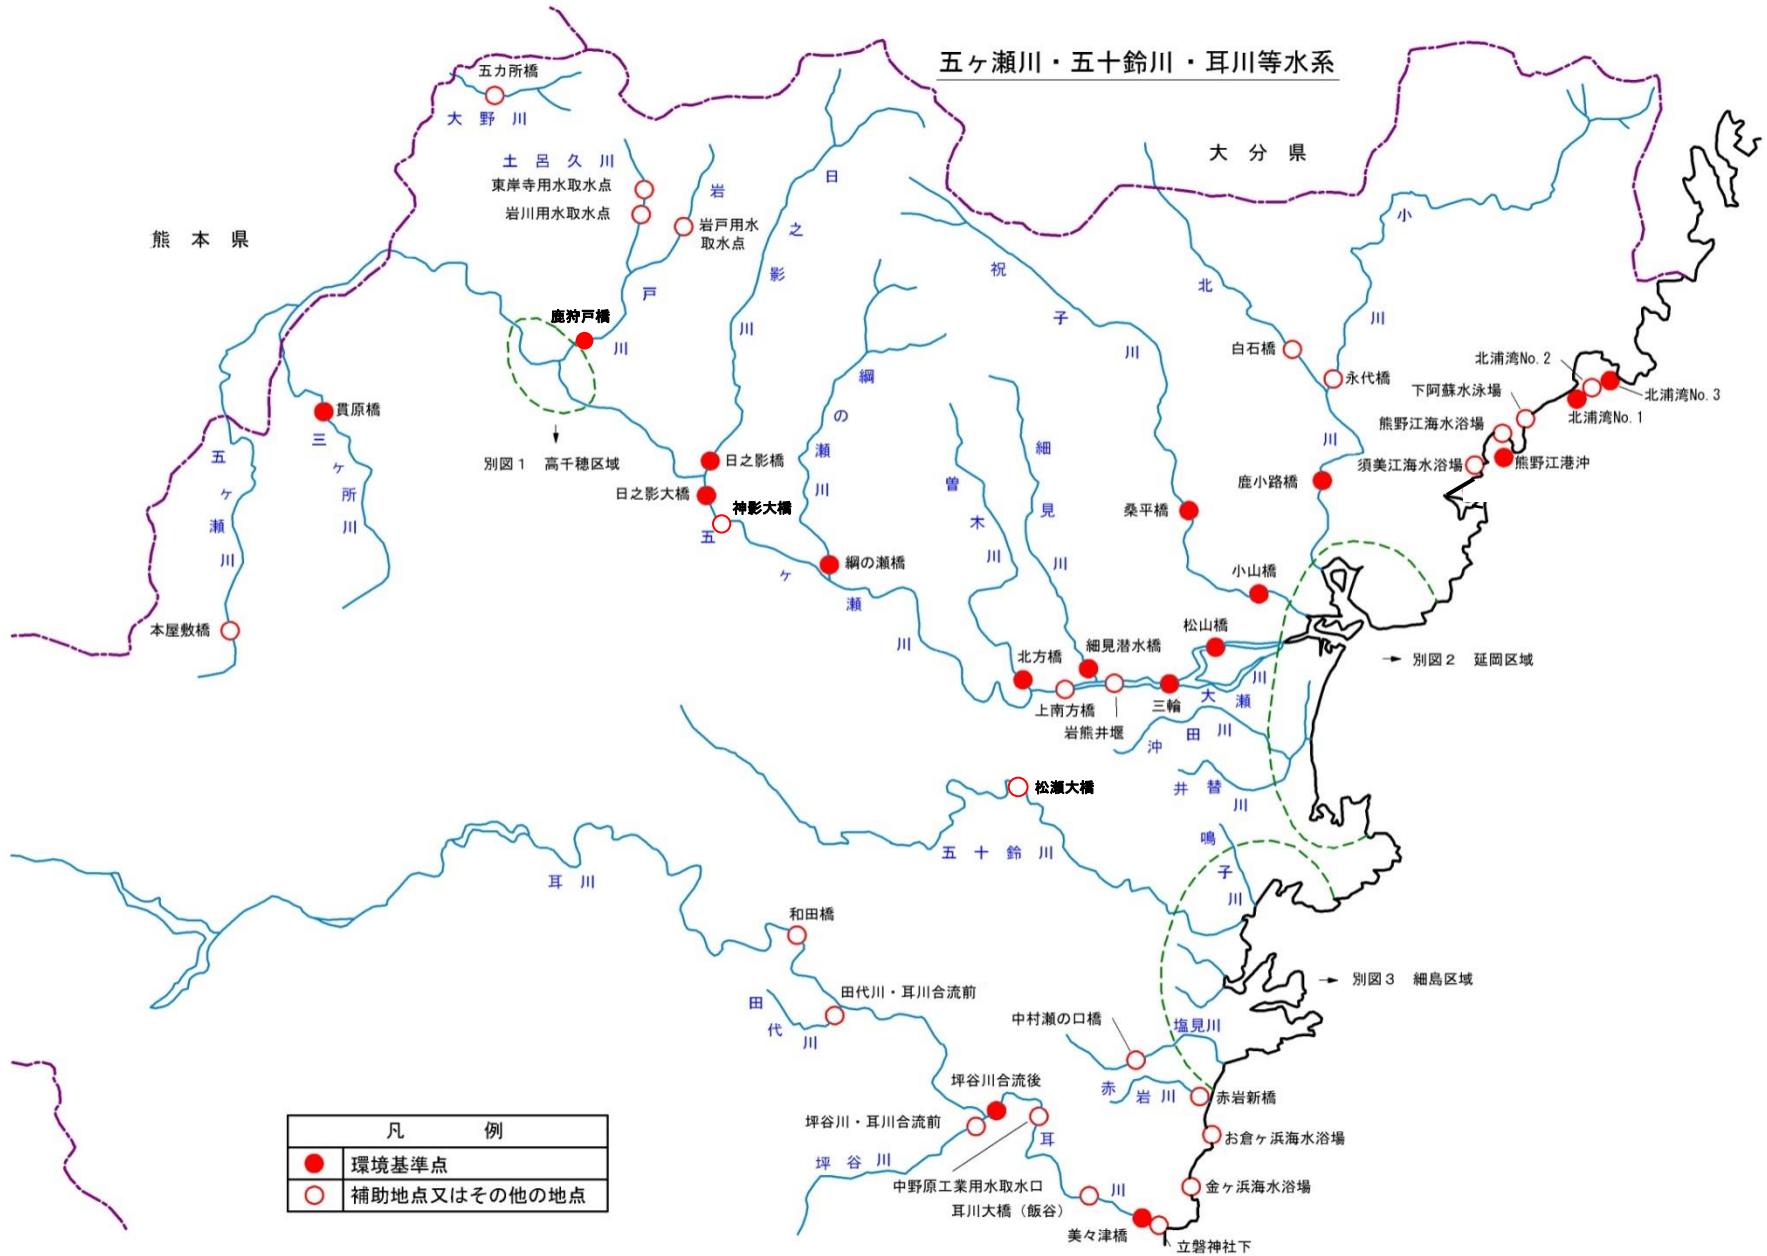 五ヶ瀬川・五十鈴川・耳川等水系
五カ所橋
大野川
土呂久川
東岸寺用水取水点
岩川用水取水点
岩戸川
岩戸用水
取水点
日之影川
大分県
熊本県
鹿狩戸橋
祝子川
北川
小川
白石橋
永代橋
北浦湾No.2
下阿蘇水泳場
北浦湾No.3
北浦湾No.1
熊野江海水浴場
熊野江港沖
須美江海水浴場
綱の瀬川
貫原橋
三ヶ所川
五ヶ瀬川
別図1 高千穂区域
日之影橋
日之影大橋
神影大橋
曽木川
細見川
鹿小路橋
桑平橋
綱の瀬橋
五ヶ瀬川
小山橋
本屋敷橋
松山橋
細見潜水橋
北方橋
別図2 延岡区域
上南方橋
岩熊井堰
三輪
大瀬川
沖田川
井替川
松瀬大橋
五十鈴川
鳴子川
耳川
和田橋
田代川・耳川合流前
田代川
別図3 細島区域
中村瀬の口橋
塩見川
赤岩川
赤岩新橋
坪谷川合流後
坪谷川・耳川合流前
お倉ヶ浜海水浴場
耳川
坪谷川
中野原工業用水取水口
耳川大橋(飯谷)
金ヶ浜海水浴場
美々津橋
立磐神社下
凡例
環境基準点
補助地点又はその他の地点